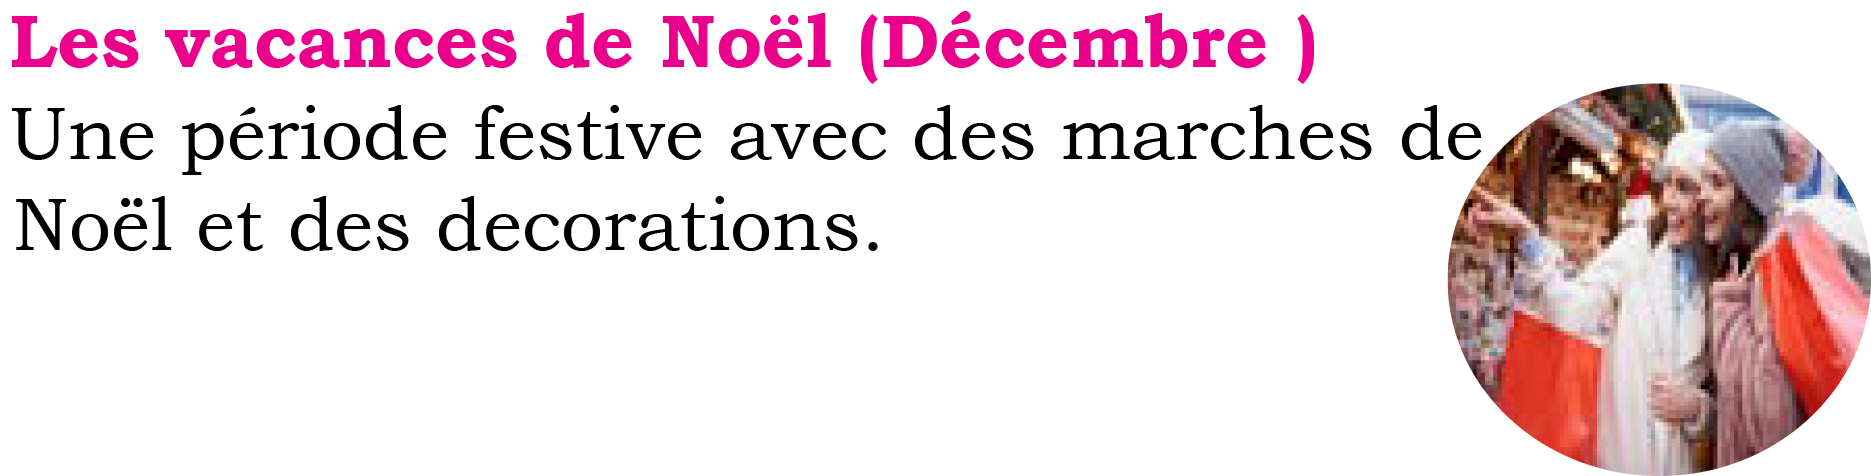 Les vacances de Noël (Décembre )
Une période festive avec des marches de
Noël et des decorations.